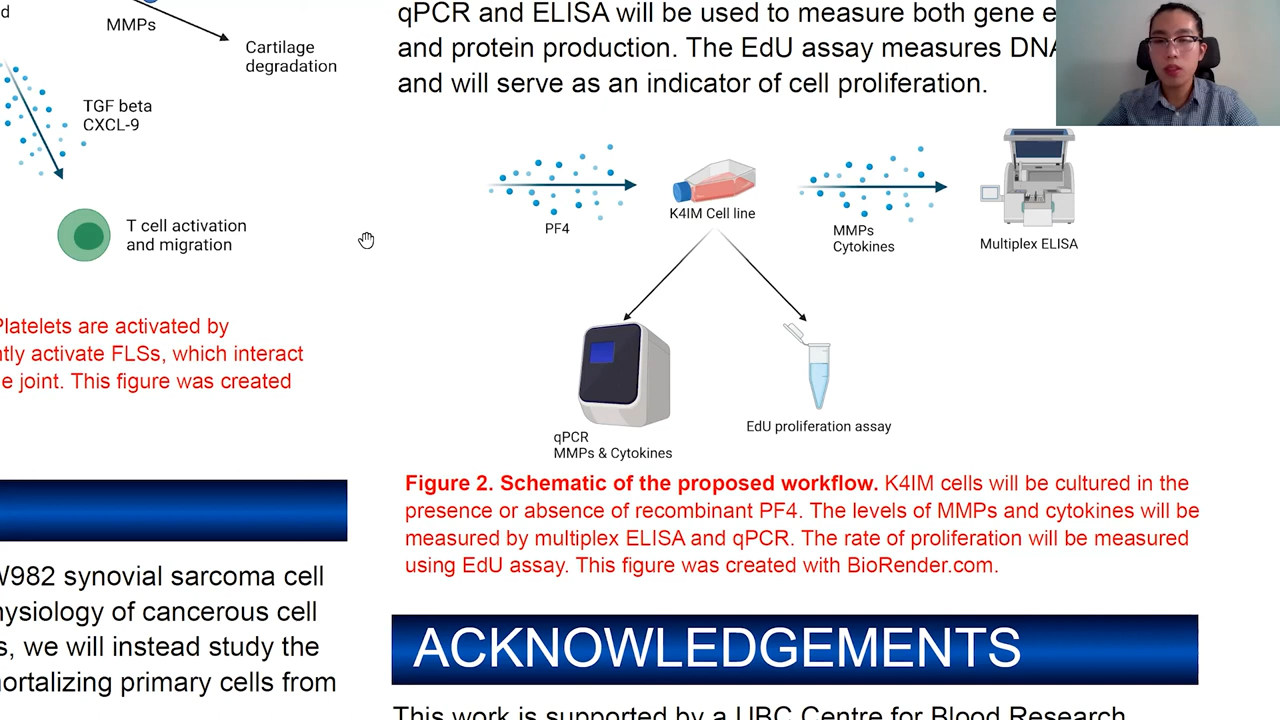 MMPs
Cartilage
degradation
TGF beta
CXCL-9
T cell activation
and migration
Platelets are activated by
activate FLSs, which interact
joint. This figure was created
W982 synovial sarcoma cell
of cancerous cell
we will instead study the
primary cells from
qPCR and ELISA will be used to measure both gene
and protein production. The EdU assay measures DNA
and will serve as an indicator of cell proliferation.
PF4
K4IM Cell line
MMPs
Cytokines
Multiplex ELISA
qPCR
MMPs & Cytokines
EdU proliferation assay
Figure 2. Schematic of the proposed workflow. K4IM cells will be cultured in the
presence or absence of recombinant PF4. The levels of MMPs and cytokines will be
measured by multiplex ELISA and qPCR. The rate of proliferation will be measured
using EdU assay. This figure was created with BioRender.com.
ACKNOWLEDGEMENTS
This work is supported by a UBC Centre for Blood Research